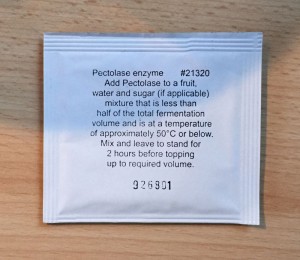 Pectolase enzyme #21320
Add Pectolase to a fruit,
water and sugar (if applicable)
mixture that is less than
half of the total fermentation
volume and is at a temperature
of approximately 50°C or below.
Mix and leave to stand for
2 hours before topping
up to required volume.
926901